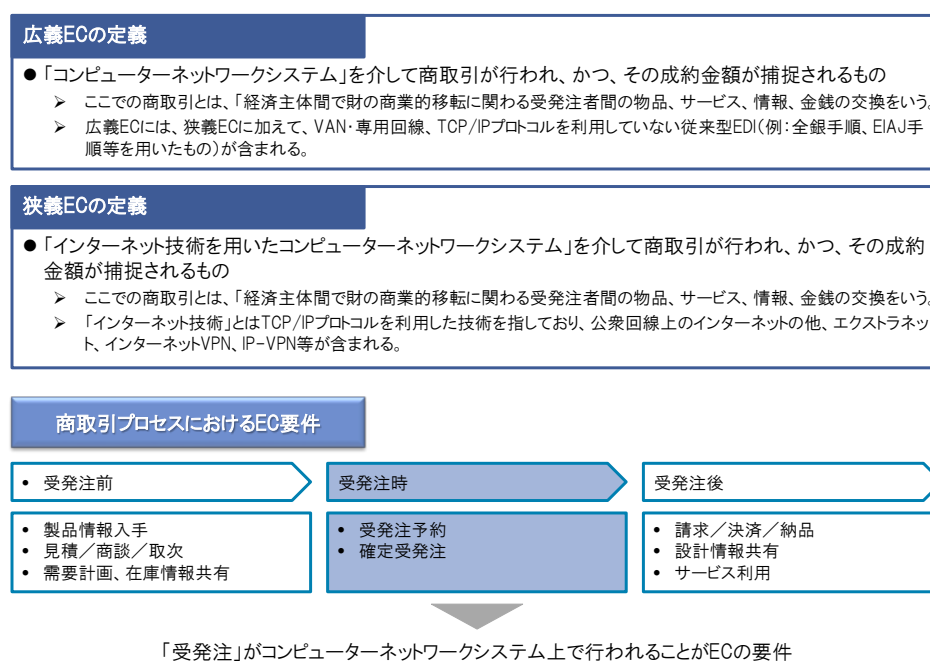 広義ECの定義
●「コンピューターネットワークシステム」を介して商取引が行われ、かつ、その成約金額が捕捉されるもの
➢ ここでの商取引とは、「経済主体間で財の商業的移転に関わる受発注者間の物品、サービス、情報、金銭の交換をいう。
➢ 広義ECには、狭義ECに加えて、VAN・専用回線、TCP/IPプロトコルを利用していない従来型EDI(例:全銀手順、EIAJ手
順等を用いたもの)が含まれる。
狭義ECの定義
●「インターネット技術を用いたコンピューターネットワークシステム」を介して商取引が行われ、かつ、その成約
金額が捕捉されるもの
➢ ここでの商取引とは、「経済主体間で財の商業的移転に関わる受発注者間の物品、サービス、情報、金銭の交換をいう。
➢ 「インターネット技術」とはTCP/IPプロトコルを利用した技術を指しており、公衆回線上のインターネットの他、エクストラネッ
ト、インターネットVPN、IP-VPN等が含まれる。
商取引プロセスにおけるEC要件
• 受発注前
受発注時
受発注後
• 製品情報入手
• 見積/商談/取次
• 需要計画、在庫情報共有
• 受発注予約
• 確定受発注
• 請求/決済/納品
• 設計情報共有
• サービス利用
「受発注」がコンピューターネットワークシステム上で行われることがECの要件